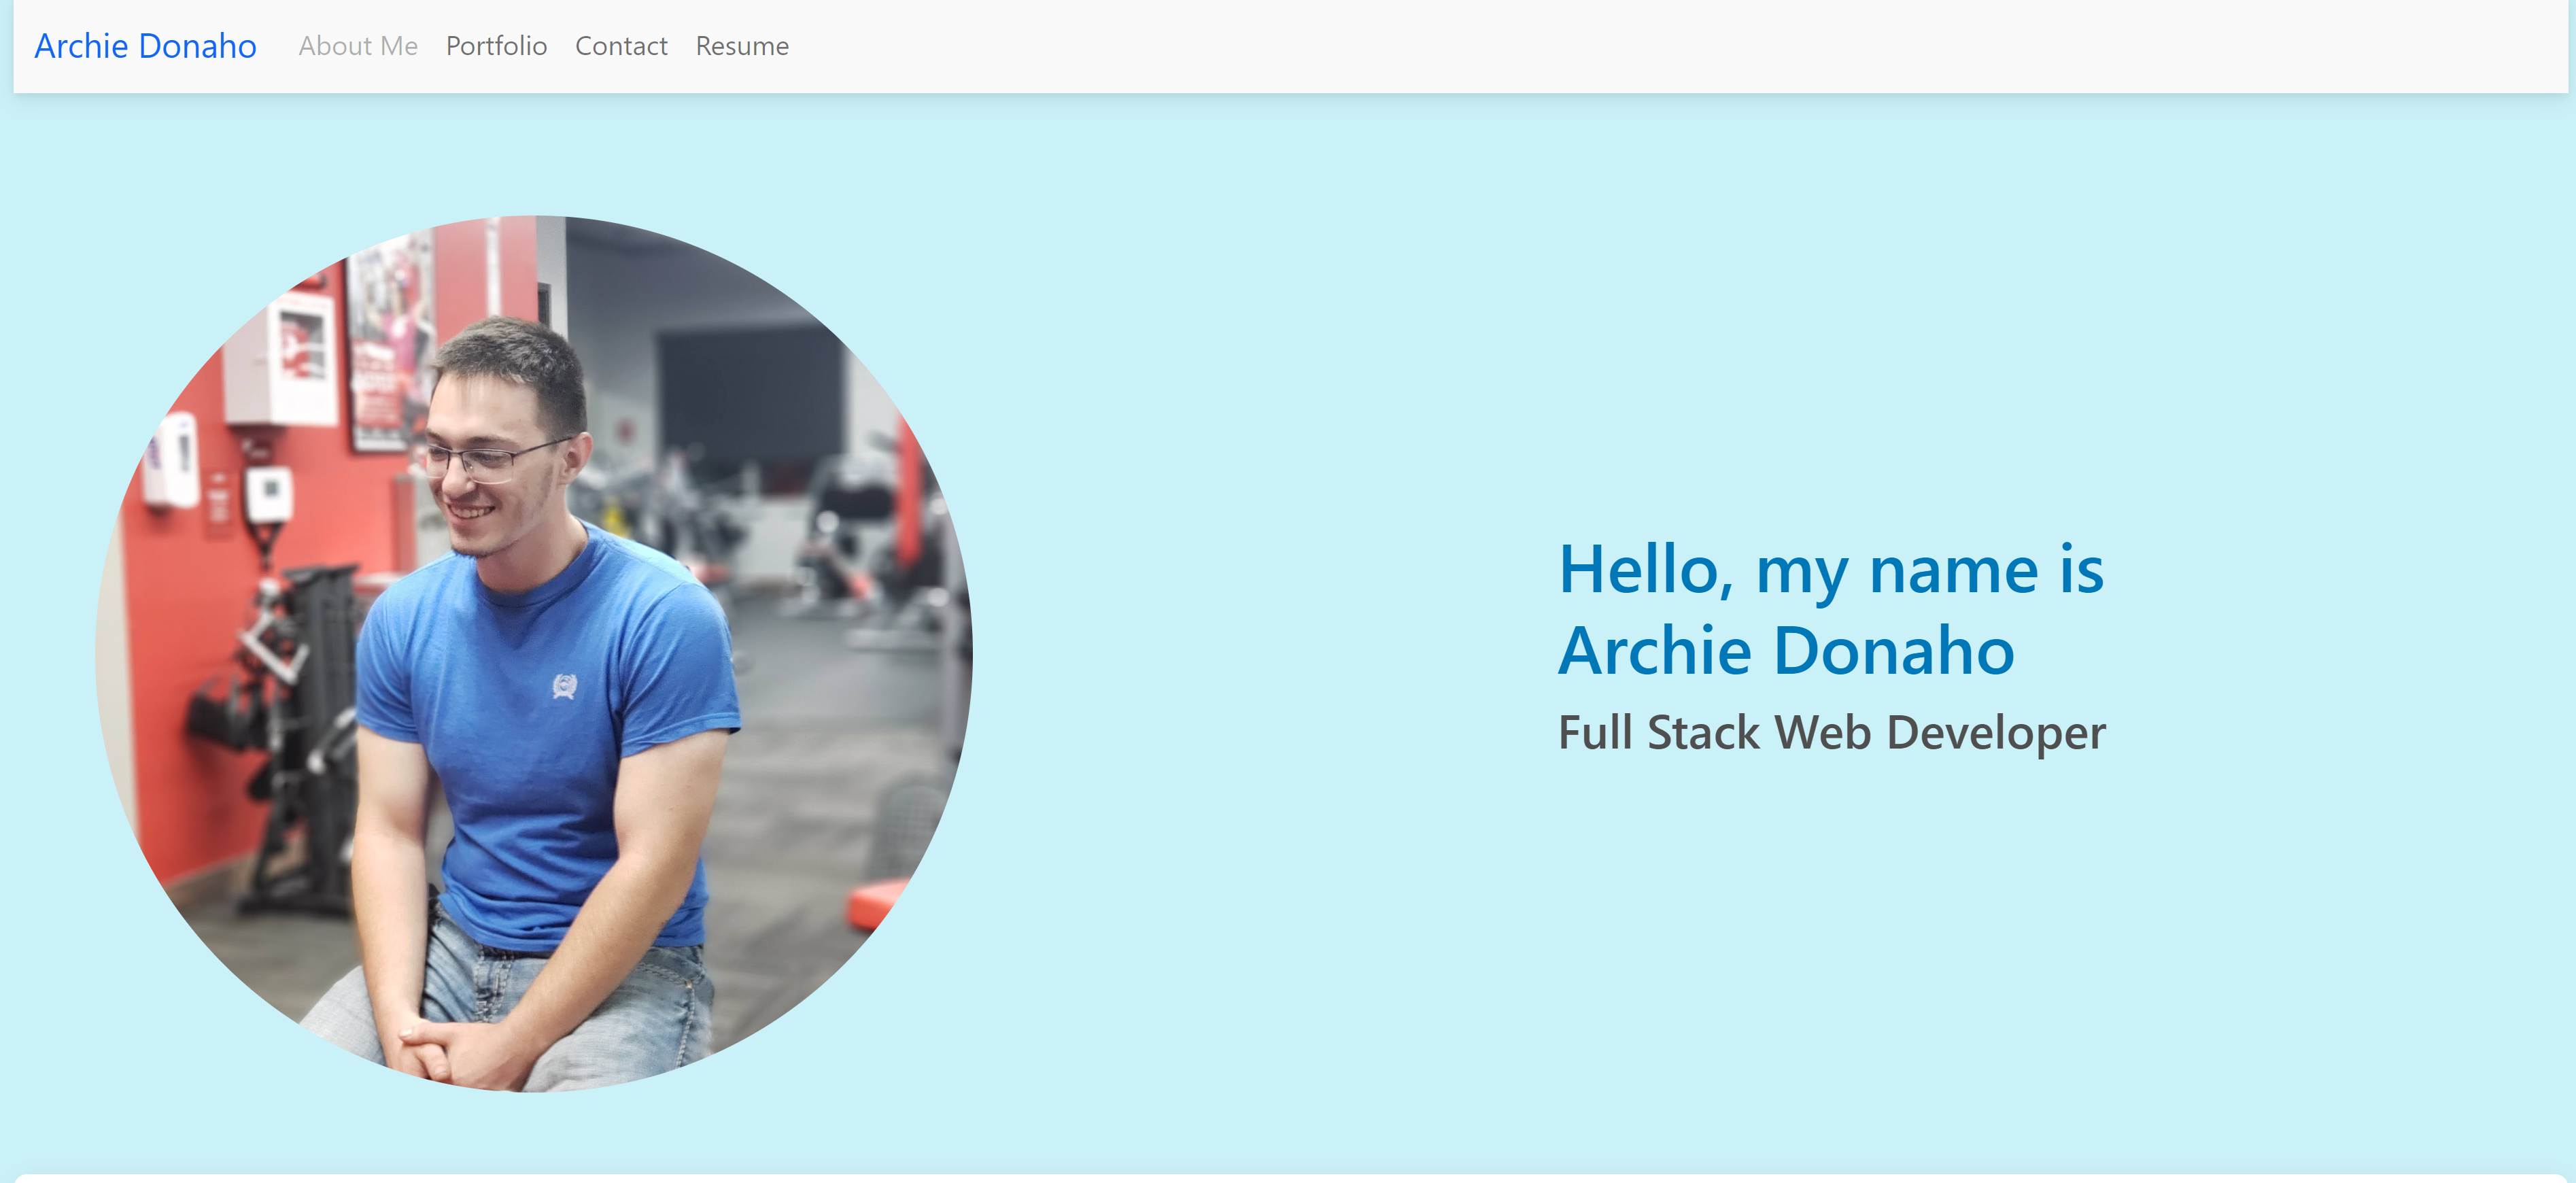 Archie Donaho
About Me
Portfolio
Contact
Resume
Hello, my name is
Archie Donaho
Full Stack Web Developer